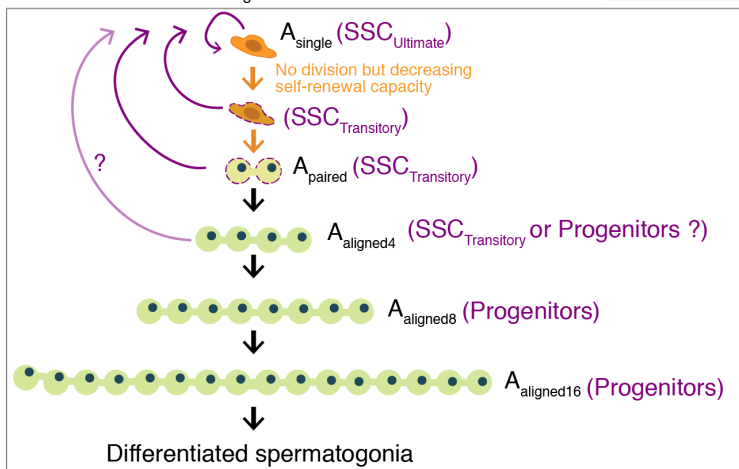 Asingle (SSCUltimate)
No division but decreasing
self-renewal capacity
(SSCTransitory)
?
Apaired (SSCTransitory)
Aaligned4 (SSCTransitory or Progenitors ?)
Aaligned8 (Progenitors)
Aaligned16 (Progenitors)
Differentiated spermatogonia